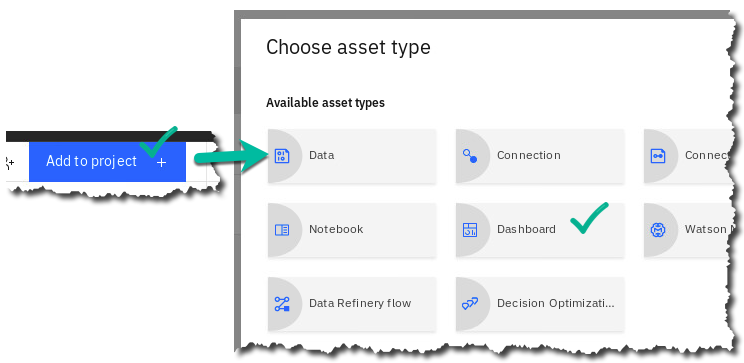 Choose asset type
Available asset types
Add to project +
Data
Connection
Connec
Notebook
Dashboard
Watson
Data Refinery flow
Decision Optimizati...